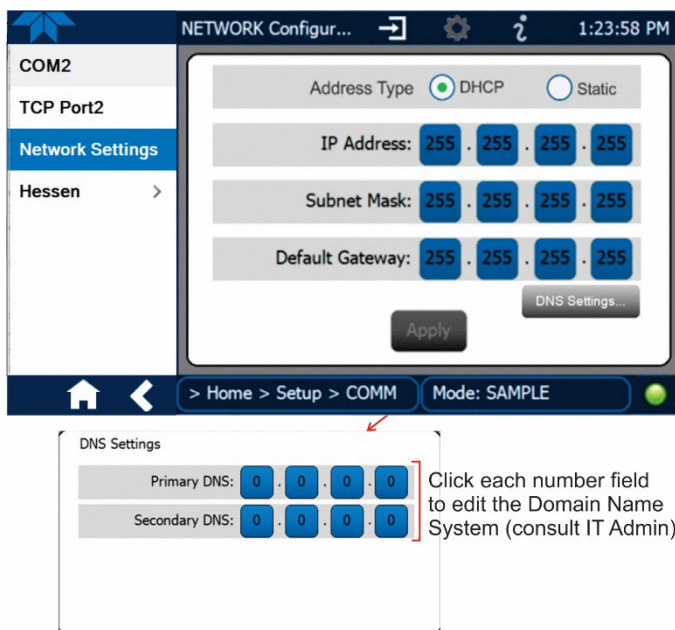 NETWORK Configur... 1:23:58 PM
COM2
TCP Port2
Network Settings
Hessen >
Address Type DHCP Static
IP Address: 255 . 255 . 255 . 255
Subnet Mask: 255 . 255 . 255 . 255
Default Gateway: 255 . 255 . 255 . 255
DNS Settings...
Apply
> Home > Setup > COMM Mode: SAMPLE
DNS Settings
Primary DNS: 0 . 0 . 0 . 0
Secondary DNS: 0 . 0 . 0 . 0
Click each number field
to edit the Domain Name
System (consult IT Admin)